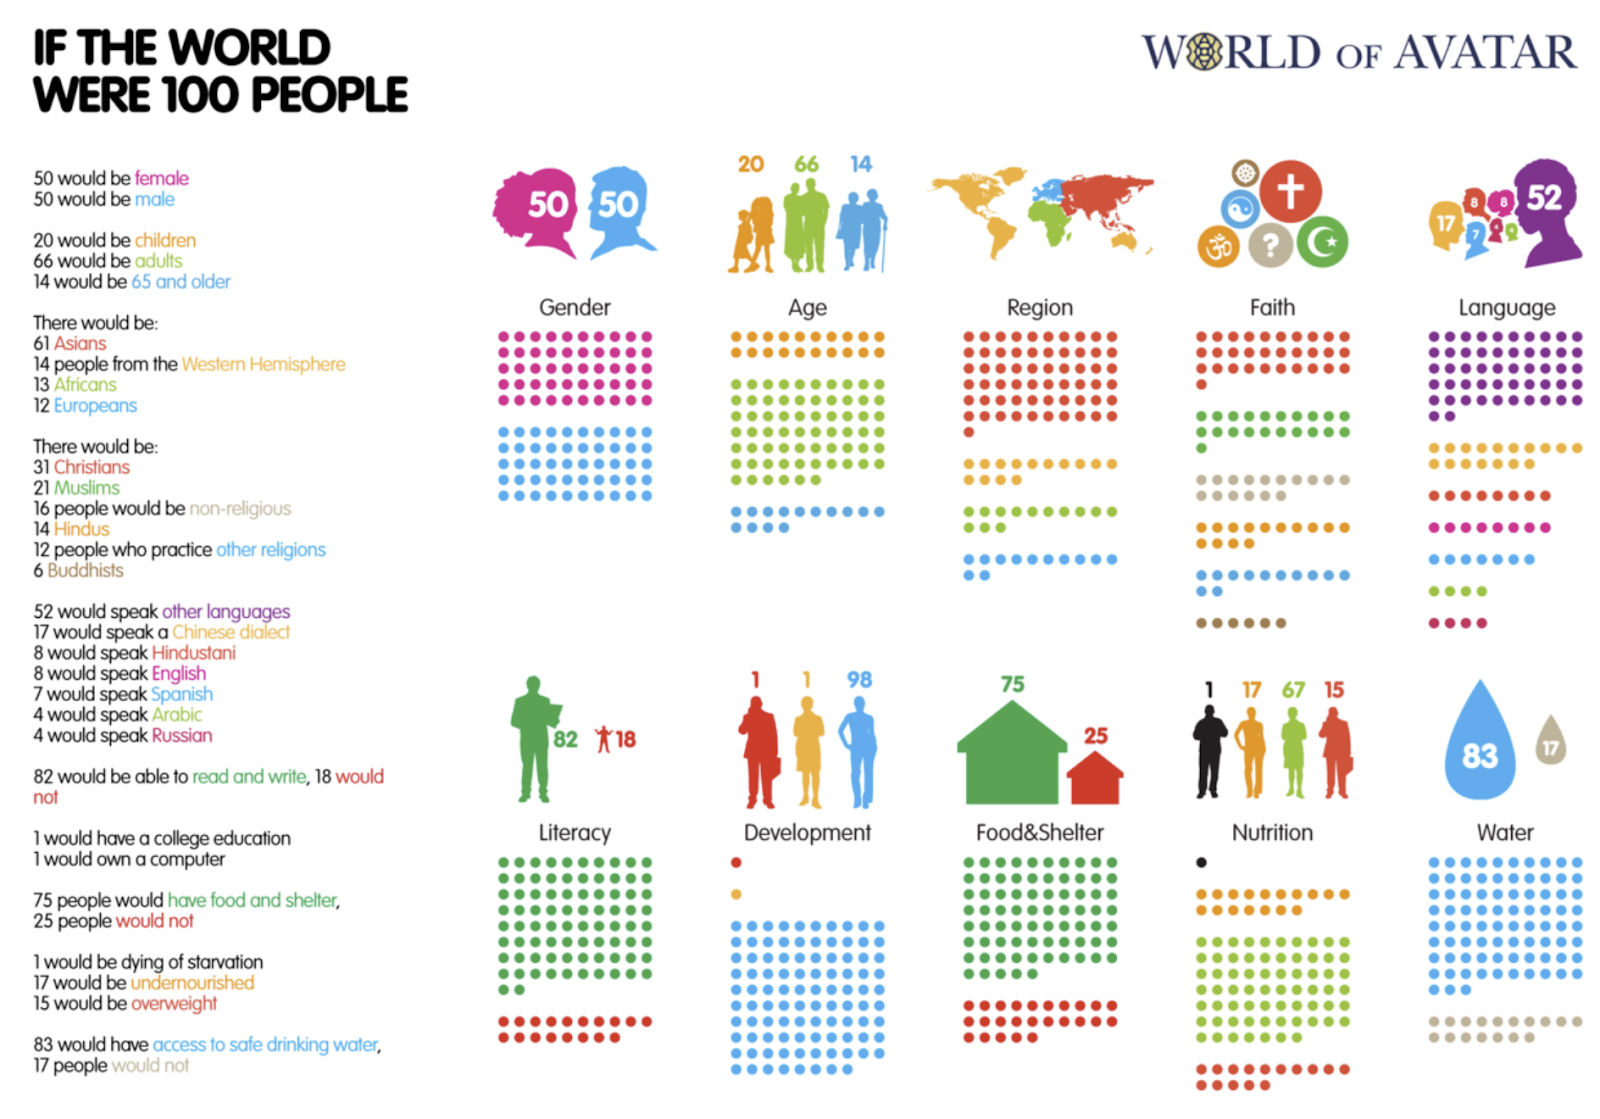 IF THE WORLD
WERE 100 PEOPLE
WORLD OF AVATAR
50 would be female
50 would be male
20 would be children
66 would be adults
14 would be 65 and older
There would be:
61 Asians
14 people from the Western Hemisphere
13 Africans
12 Europeans
There would be:
31 Christians
21 Muslims
16 people would be non-religious
14 Hindus
12 people who practice other religions
6 Buddhists
52 would speak other languages
17 would speak a Chinese dialect
8 would speak Hindustani
8 would speak English
7 would speak Spanish
4 would speak Arabic
4 would speak Russian
82 would be able to read and write, 18 would
not
1 would have a college education
1 would own a computer
75 people would have food and shelter,
25 people would not
1 would be dying of starvation
17 would be undernourished
15 would be overweight
83 would have access to safe drinking water,
17 people would not
50 50
Gender
20 66 14
Age
Region
ॐ ?
Faith
17 8 8 52
7 4 4
Language
82 18
Literacy
1 1 98
Development
75
25
Food&Shelter
1 17 67 15
Nutrition
83 17
Water